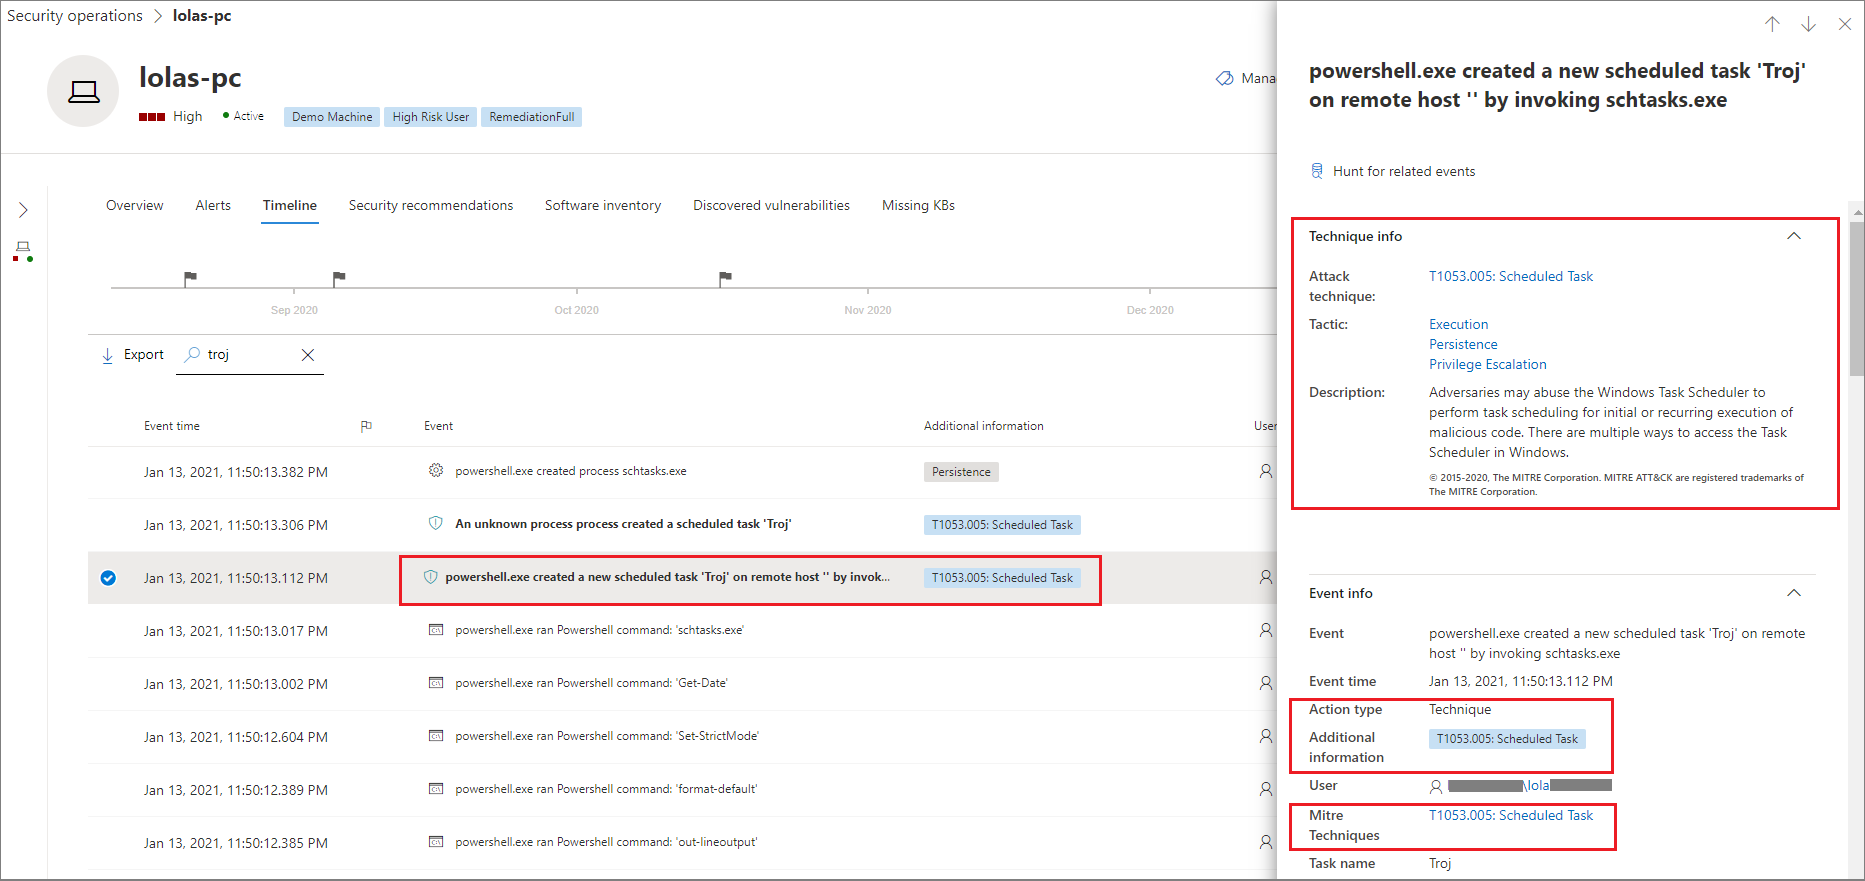 Security operations > lolas-pc
lolas-pc
High
Active
Demo Machine
High Risk User
RemediationFull
Mana
Overview
Alerts
Timeline
Security recommendations
Software inventory
Discovered vulnerabilities
Missing KBs
Sep 2020
Oct 2020
Nov 2020
Dec 2020
Export
troj
Event time
Event
Additional information
User
Jan 13, 2021, 11:50:13.382 PM
powershell.exe created process schtasks.exe
Persistence
Jan 13, 2021, 11:50:13.306 PM
An unknown process process created a scheduled task 'Troj'
T1053.005: Scheduled Task
Jan 13, 2021, 11:50:13.112 PM
powershell.exe created a new scheduled task 'Troj' on remote host '' by invok...
T1053.005: Scheduled Task
Jan 13, 2021, 11:50:13.017 PM
powershell.exe ran Powershell command: 'schtasks.exe'
Jan 13, 2021, 11:50:13.002 PM
powershell.exe ran Powershell command: 'Get-Date'
Jan 13, 2021, 11:50:12.604 PM
powershell.exe ran Powershell command: 'Set-StrictMode'
Jan 13, 2021, 11:50:12.389 PM
powershell.exe ran Powershell command: 'format-default'
Jan 13, 2021, 11:50:12.385 PM
powershell.exe ran Powershell command: 'out-lineoutput'
powershell.exe created a new scheduled task 'Troj'
on remote host '' by invoking schtasks.exe
Hunt for related events
Technique info
Attack
technique:
T1053.005: Scheduled Task
Tactic:
Execution
Persistence
Privilege Escalation
Description:
Adversaries may abuse the Windows Task Scheduler to
perform task scheduling for initial or recurring execution of
malicious code. There are multiple ways to access the Task
Scheduler in Windows.
© 2015-2020, The MITRE Corporation. MITRE ATT&CK are registered trademarks of
The MITRE Corporation.
Event info
Event
powershell.exe created a new scheduled task 'Troj' on remote
host '' by invoking schtasks.exe
Event time
Jan 13, 2021, 11:50:13.112 PM
Action type
Technique
Additional
information
T1053.005: Scheduled Task
User
\lola
Mitre
Techniques
T1053.005: Scheduled Task
Task name
Troj